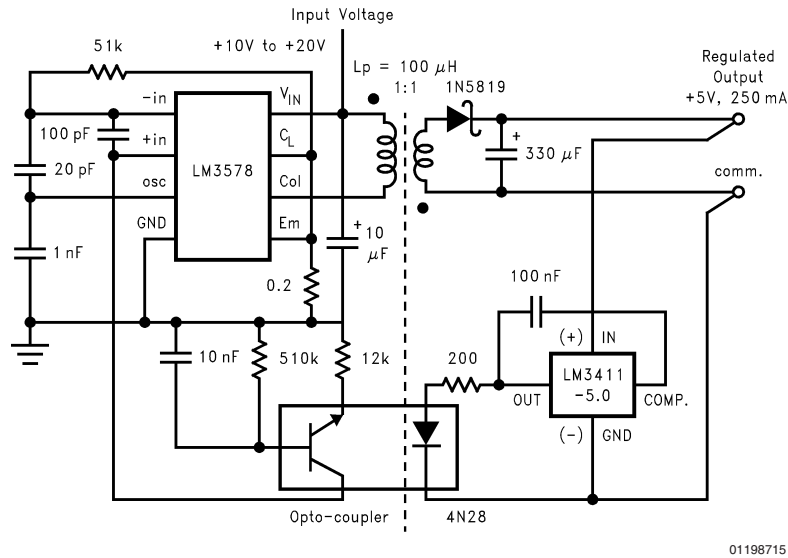 Input Voltage
51k
+10V to +20V
Lp = 100 μH
1:1
1N5819
Regulated
Output
+5V, 250 mA
-in
V_IN
100 pF
+in
C_L
LM3578
+
330 μF
20 pF
osc
Col
comm.
GND
Em
+
10
μF
1 nF
0.2
100 nF
(+)
IN
10 nF
510k
12k
200
LM3411
-5.0
OUT
COMP.
(-)
GND
Opto-coupler
4N28
01198715